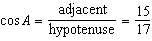 cos A = adjacent / hypotenuse = 15 / 17